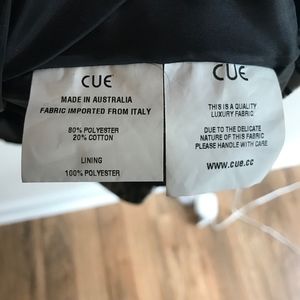 CUE
MADE IN AUSTRALIA
FABRIC IMPORTED FROM ITALY
80% POLYESTER
20% COTTON
LINING
100% POLYESTER
CUE
THIS IS A QUALITY
LUXURY FABRIC
DUE TO THE DELICATE
NATURE OF THIS FABRIC
PLEASE HANDLE WITH CARE
WWW.CUE.CC